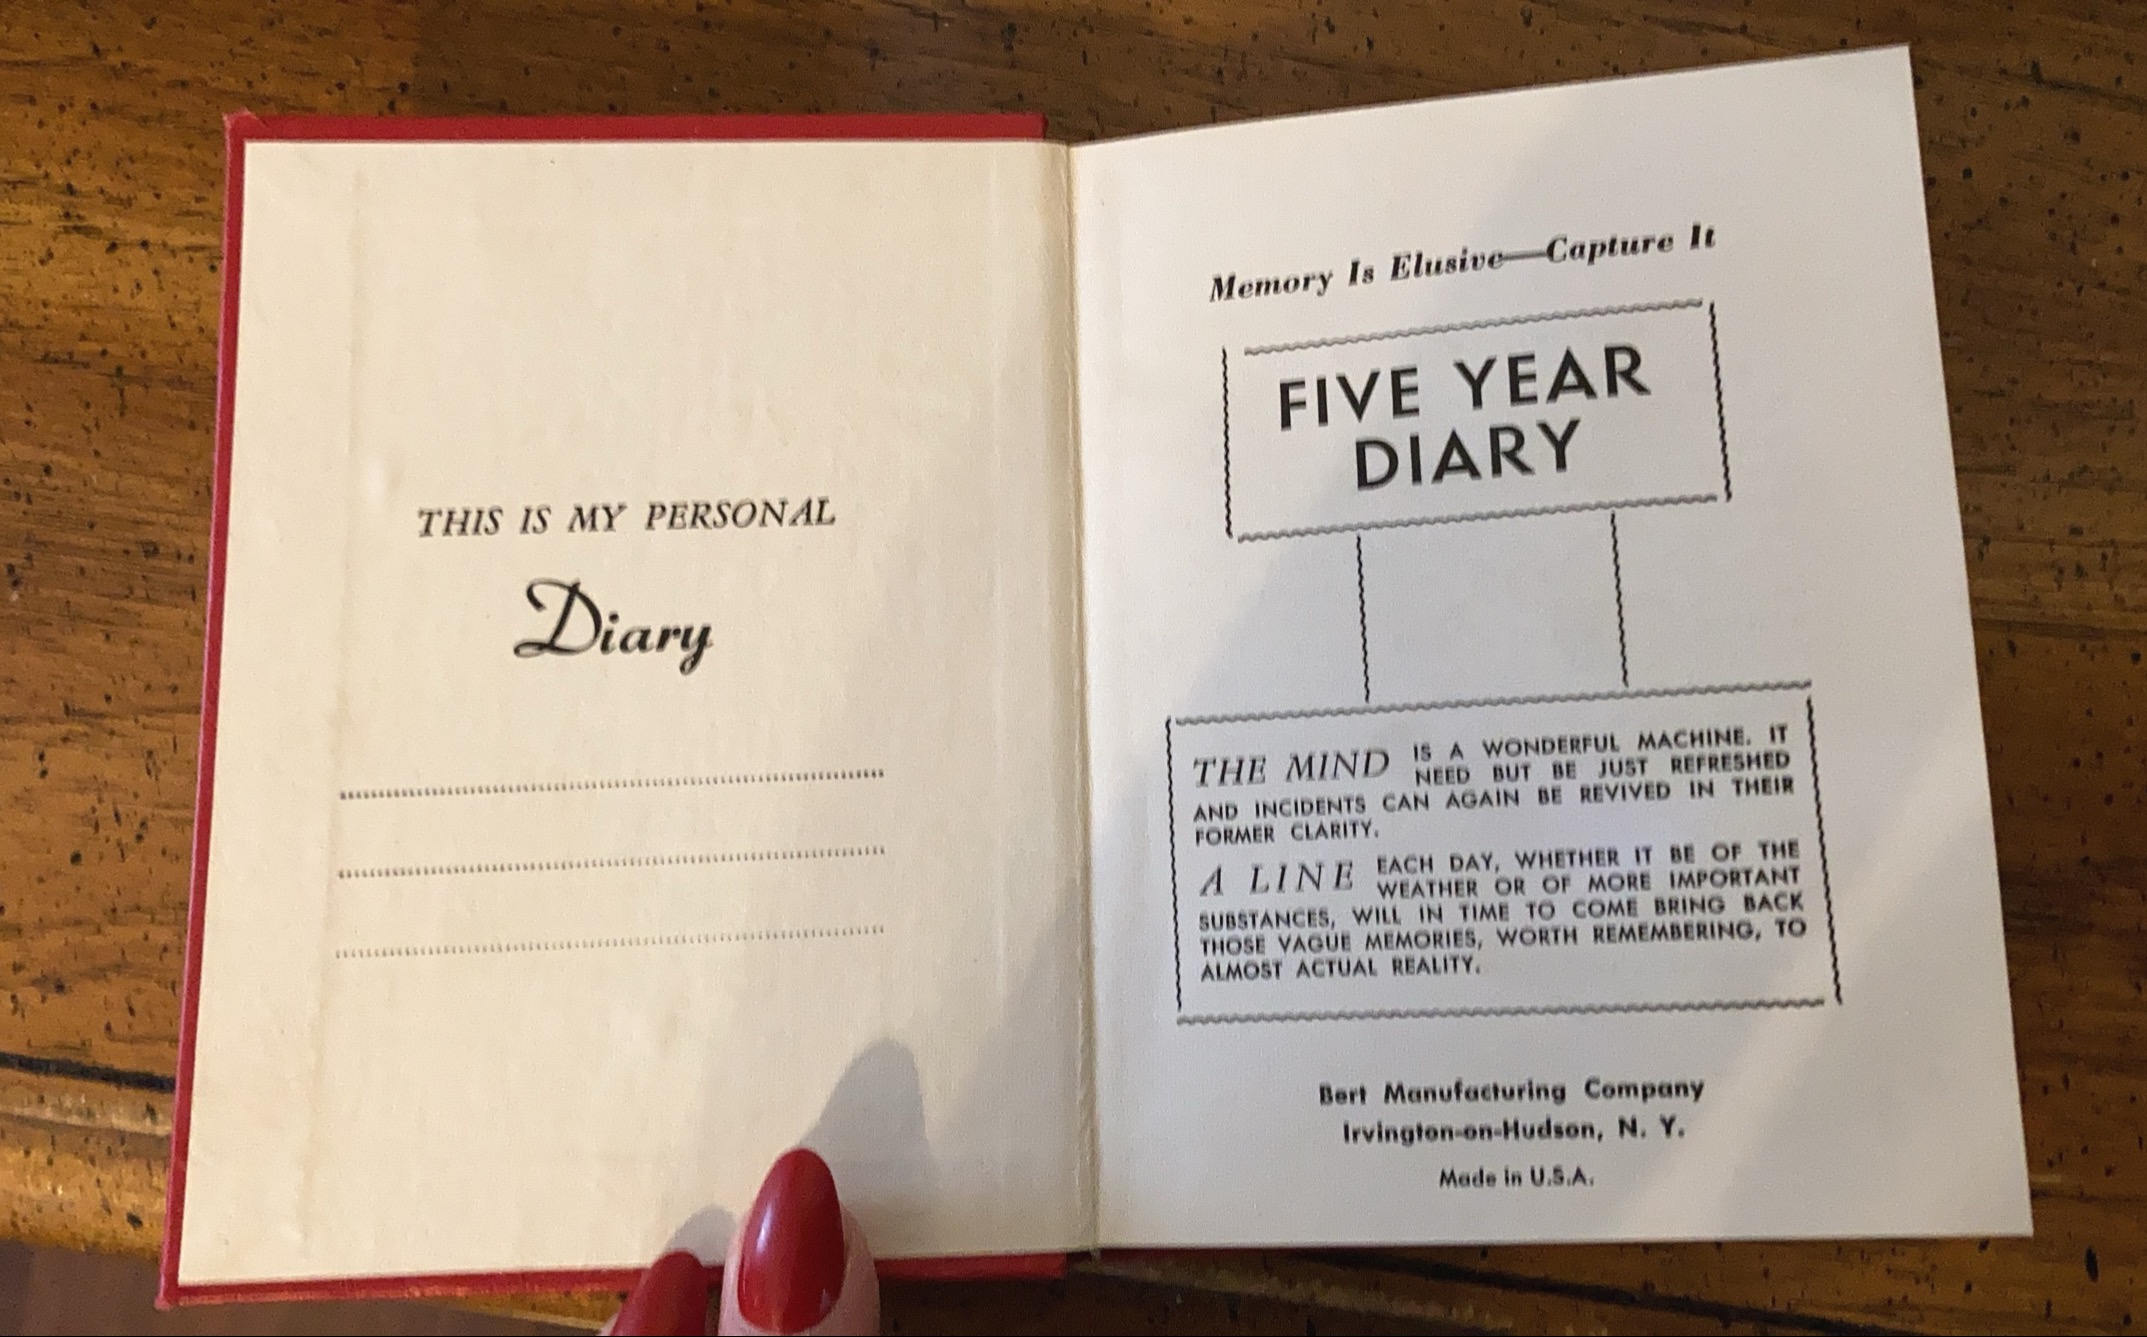 THIS IS MY PERSONAL
Diary
Memory Is Elusive—Capture It
FIVE YEAR
DIARY
THE MIND IS A WONDERFUL MACHINE. IT
NEED BUT BE JUST REFRESHED
AND INCIDENTS CAN AGAIN BE REVIVED IN THEIR
FORMER CLARITY.
A LINE EACH DAY, WHETHER IT BE OF THE
WEATHER OR OF MORE IMPORTANT
SUBSTANCES, WILL IN TIME TO COME BRING BACK
THOSE VAGUE MEMORIES, WORTH REMEMBERING, TO
ALMOST ACTUAL REALITY.
Bert Manufacturing Company
Irvington-on-Hudson, N. Y.
Made in U.S.A.